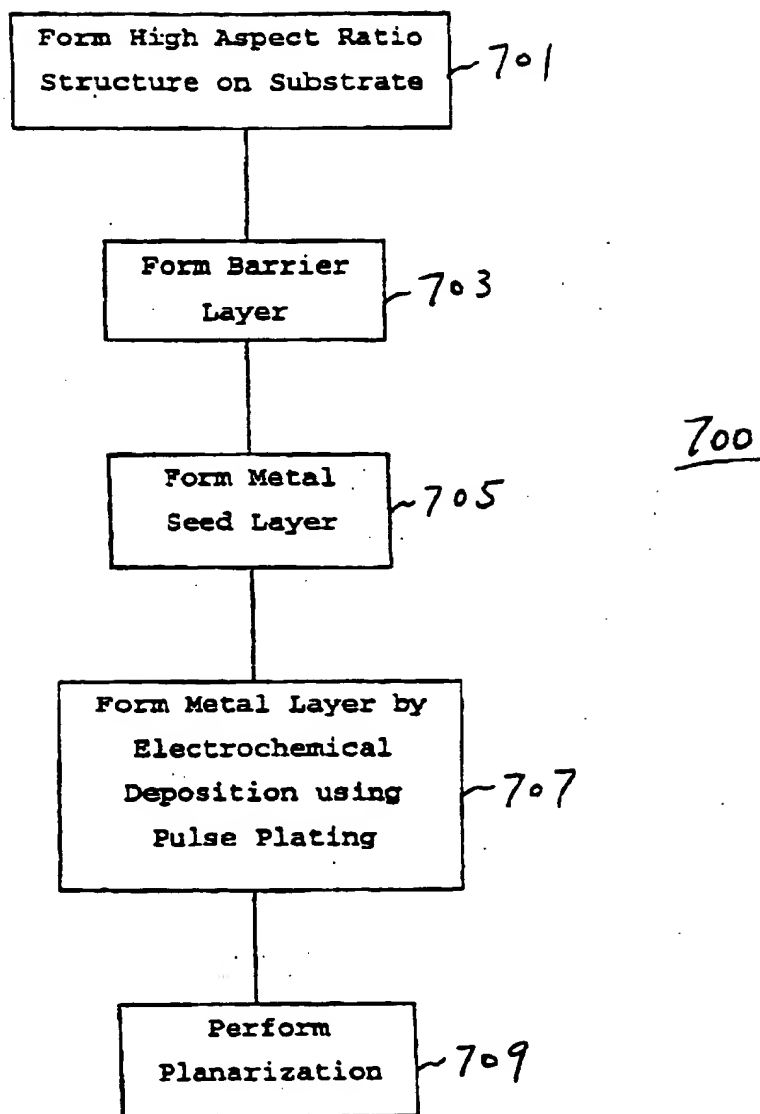 Form High Aspect Ratio
Structure on Substrate
701
Form Barrier
Layer
703
700
Form Metal
Seed Layer
705
Form Metal Layer by
Electrochemical
Deposition using
Pulse Plating
707
Perform
Planarization
709